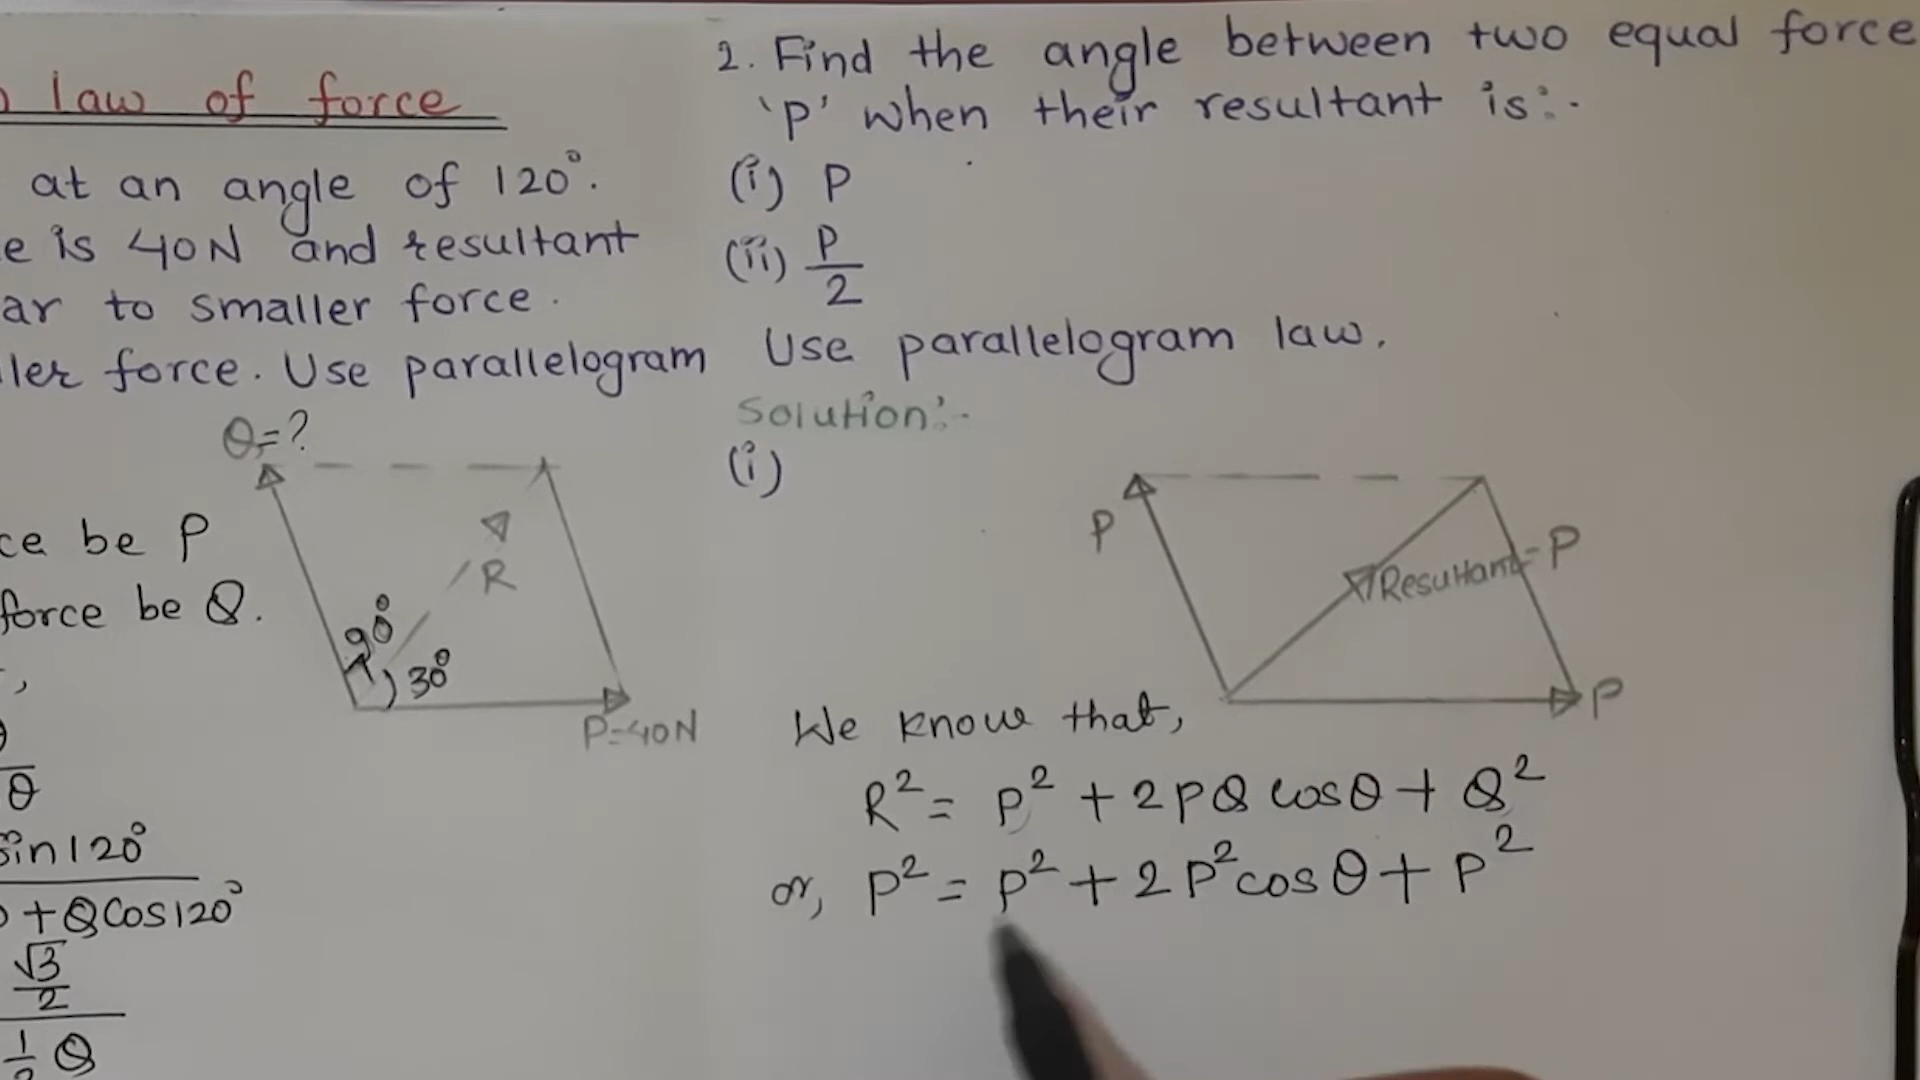 law of force
at an angle of 120°.
e is 40N and resultant
ar to smaller force.
ler force. Use parallelogram
Q=?
R
90°
30°
P=40N
ce be P
force be Q.
,
θ
sin120°
+QCos120°
√3
2
1
2 Q
2. Find the angle between two equal force
'P' when their resultant is:-
(i) P
(ii) P
2
Use parallelogram law.
Solution:-
(i)
P
Resultant=P
P
We know that,
R² = P² + 2PQ cosθ + Q²
or, P² = P² + 2P²cosθ + P²